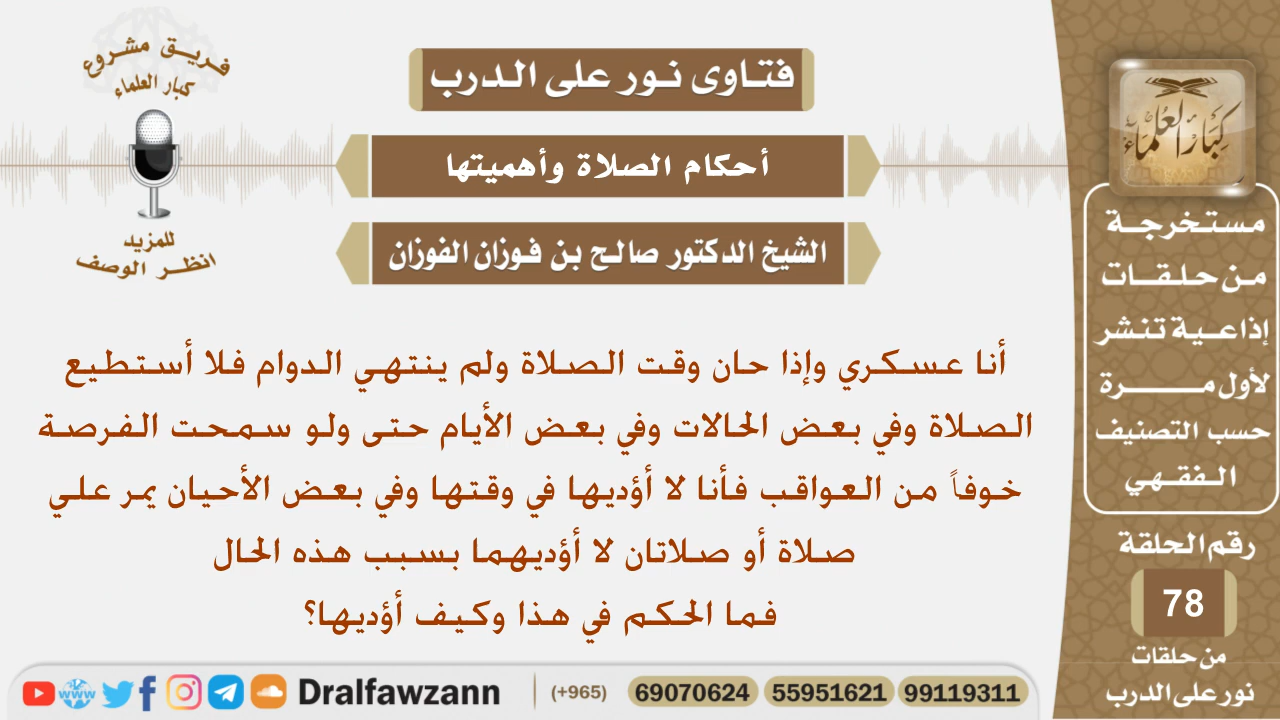 فريق مشروع
كبار العلماء
للمزيد
انظر الوصف
فتاوى نور على الدرب
أحكام الصلاة وأهميتها
الشيخ الدكتور صالح بن فوزان الفوزان
أنا عسكري وإذا حان وقت الصلاة ولم ينتهي الدوام فلا أستطيع
الصلاة وفي بعض الحالات وفي بعض الأيام حتى ولو سمحت الفرصة
خوفاً من العواقب فأنا لا أؤديها في وقتها وفي بعض الأحيان يمر علي
صلاة أو صلاتان لا أؤديهما بسبب هذه الحال
فما الحكم في هذا وكيف أؤديها؟
كبار العلماء
مستخرجة
من حلقات
إذاعية تنشر
لأول مرة
حسب التصنيف
الفقهي
رقم الحلقة
78
من حلقات
نور على الدرب
www
Dralfawzann
(+965)
69070624
55951621
99119311